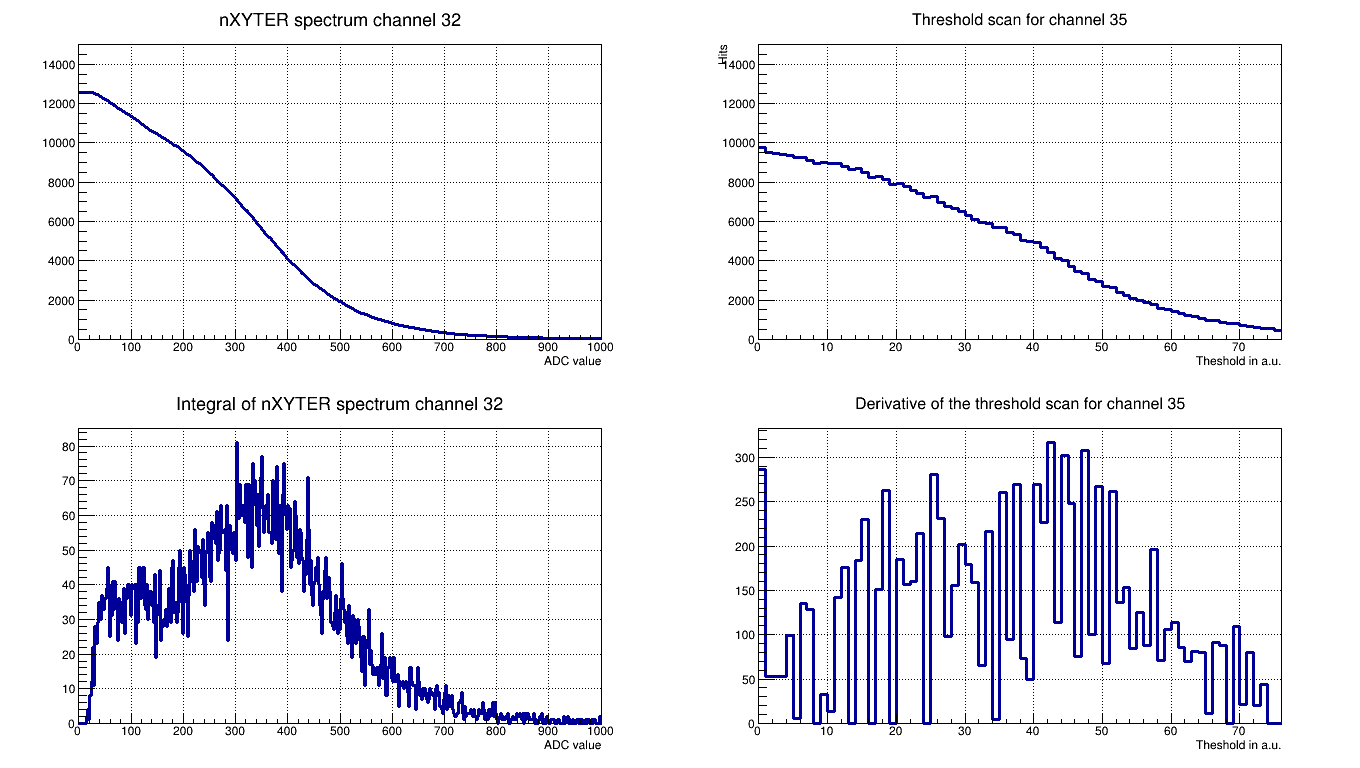 nXYTER spectrum channel 32
14000
12000
10000
8000
6000
4000
2000
0
0 100 200 300 400 500 600 700 800 900 1000
ADC value
Threshold scan for channel 35
Hits
14000
12000
10000
8000
6000
4000
2000
0
0 10 20 30 40 50 60 70
Theshold in a.u.
Integral of nXYTER spectrum channel 32
80
70
60
50
40
30
20
10
0
0 100 200 300 400 500 600 700 800 900 1000
ADC value
Derivative of the threshold scan for channel 35
300
250
200
150
100
50
0
0 10 20 30 40 50 60 70
Theshold in a.u.